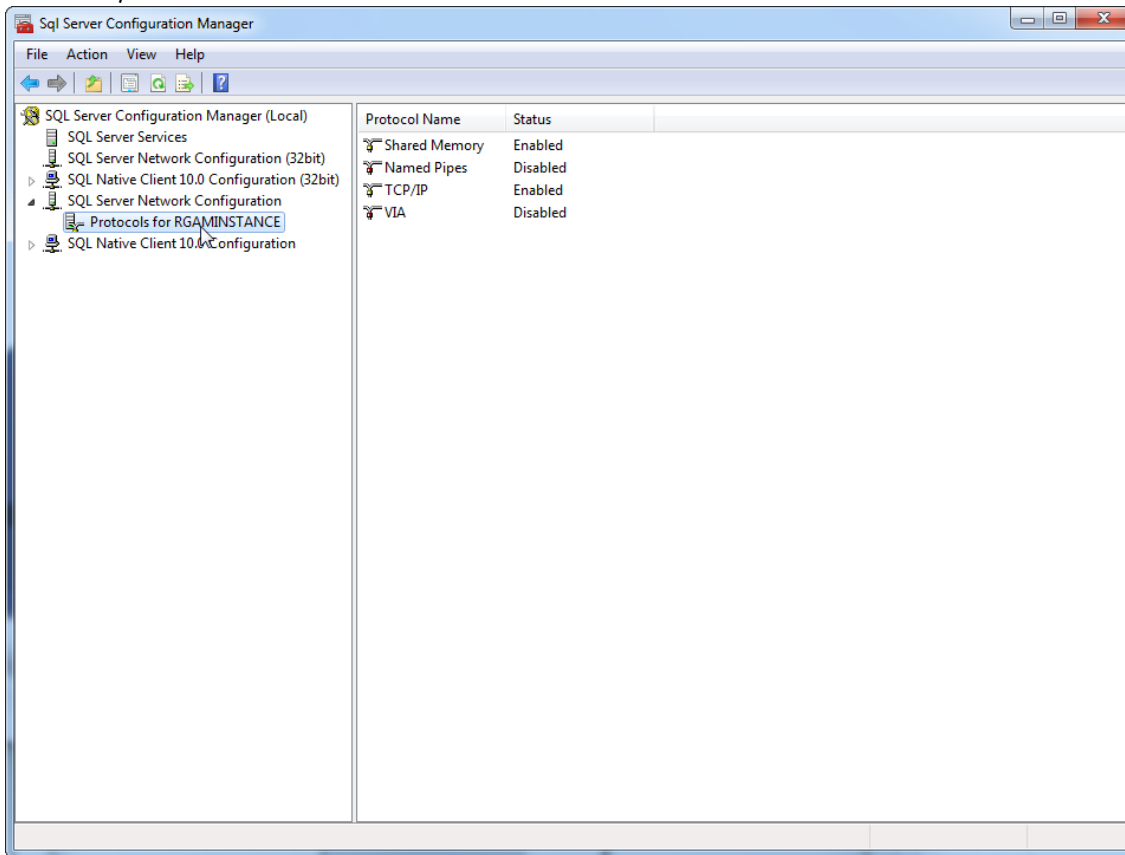 Sql Server Configuration Manager
File Action View Help
SQL Server Configuration Manager (Local)
SQL Server Services
SQL Server Network Configuration (32bit)
SQL Native Client 10.0 Configuration (32bit)
SQL Server Network Configuration
Protocols for RGAMINSTANCE
SQL Native Client 10.0 Configuration
Protocol Name Status
Shared Memory Enabled
Named Pipes Disabled
TCP/IP Enabled
VIA Disabled